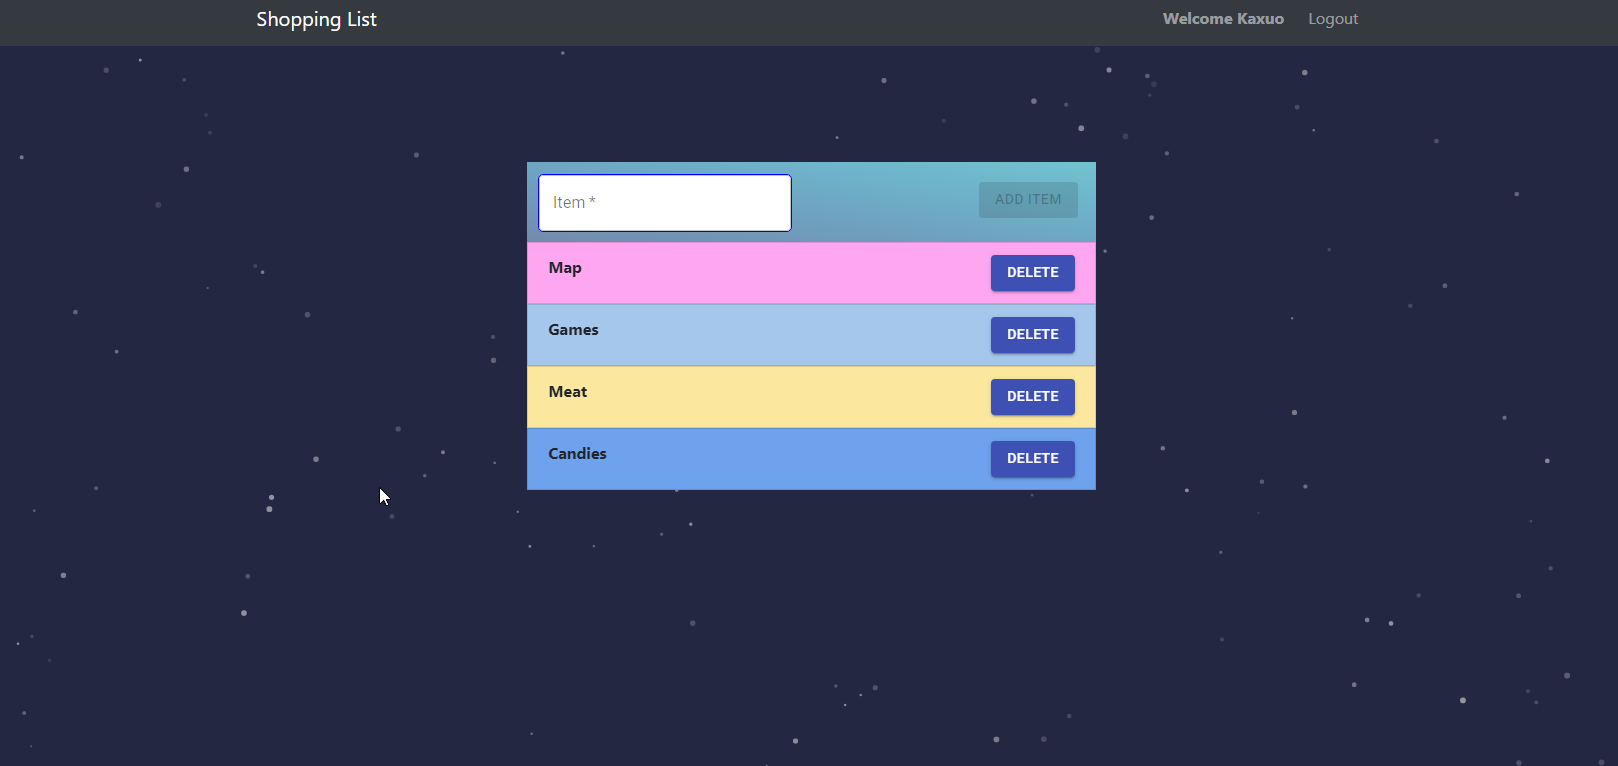 Shopping List
Welcome Kaxuo Logout
Item *
ADD ITEM
Map
DELETE
Games
DELETE
Meat
DELETE
Candies
DELETE